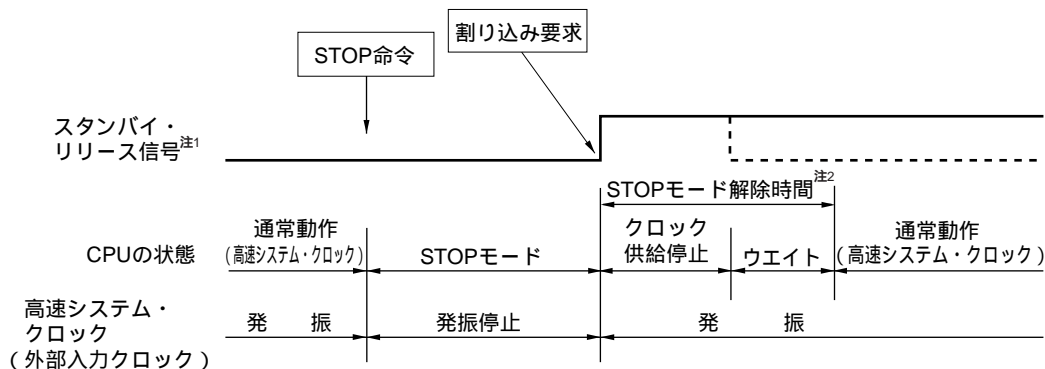 STOP命令
割り込み要求
スタンバイ・
リリース信号注1
STOPモード解除時間注2
CPUの状態
通常動作
(高速システム・クロック)
STOPモード
クロック
供給停止
ウエイト
通常動作
(高速システム・クロック)
高速システム・
クロック
(外部入力クロック)
発 振
発振停止
発 振